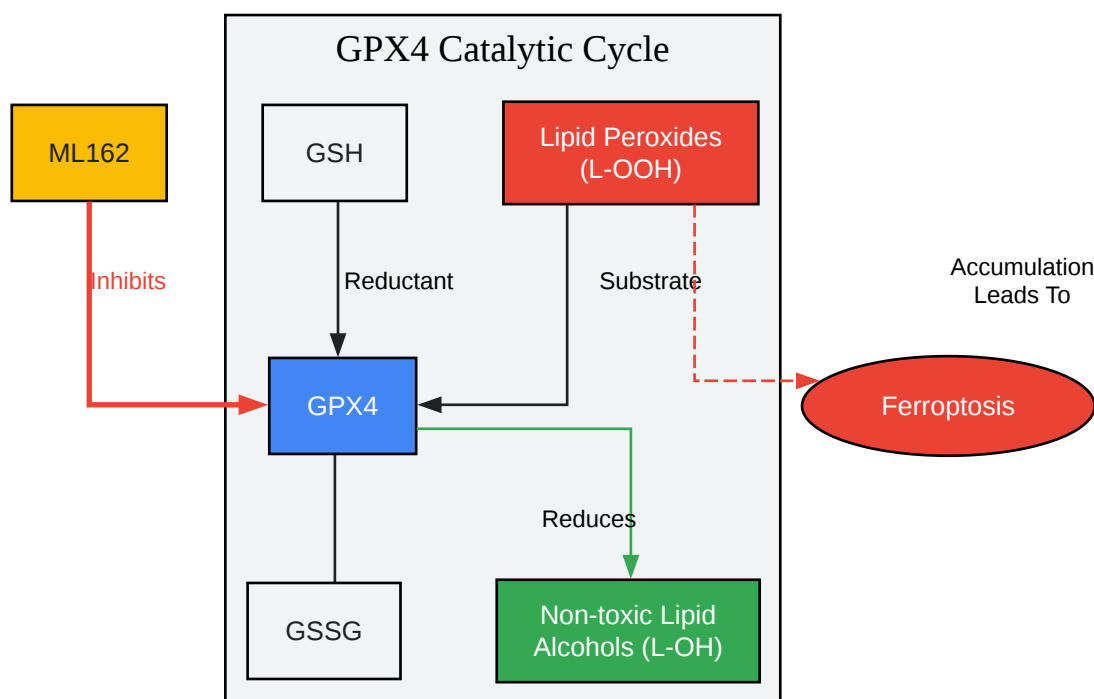 GPX4 Catalytic Cycle
ML162
GSH
Lipid Peroxides
(L-OOH)
Inhibits
Reductant
Substrate
Accumulation
Leads To
GPX4
Ferroptosis
Reduces
GSSG
Non-toxic Lipid
Alcohols (L-OH)